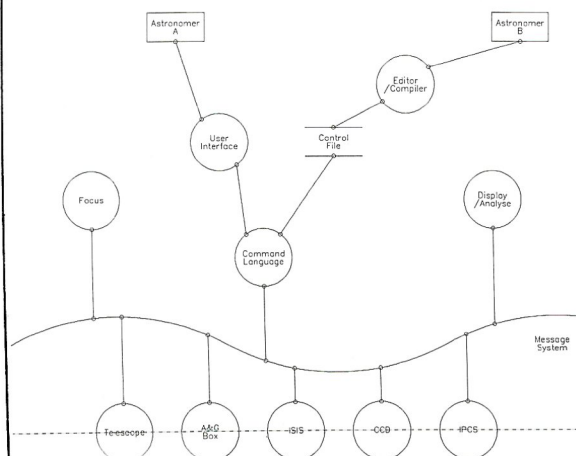 Astronomer
A
Astronomer
B
Editor
/Compiler
User
Interface
Control
File
Focus
Display
/Analyse
Command
Language
Message
System
Telescope
A&G
Box
ISIS
CCD
IPCS